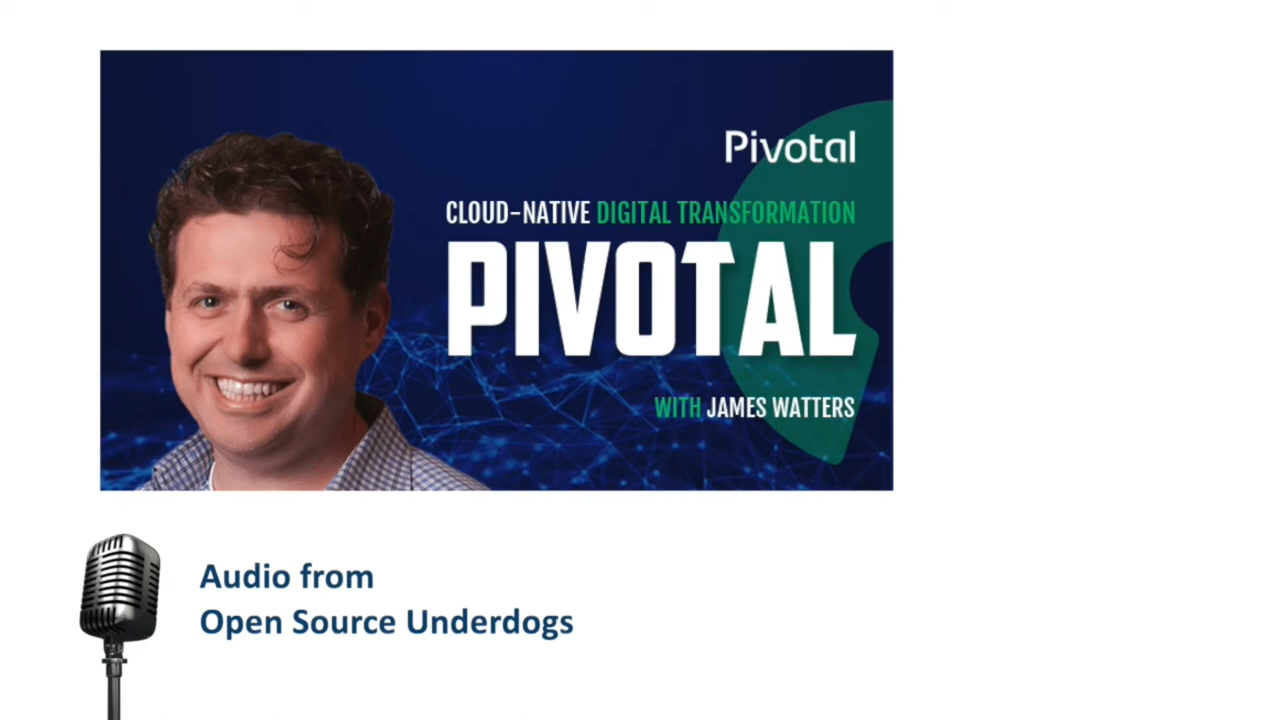 Pivotal
CLOUD-NATIVE DIGITAL TRANSFORMATION
PIVOTAL
WITH JAMES WATTERS
Audio from
Open Source Underdogs